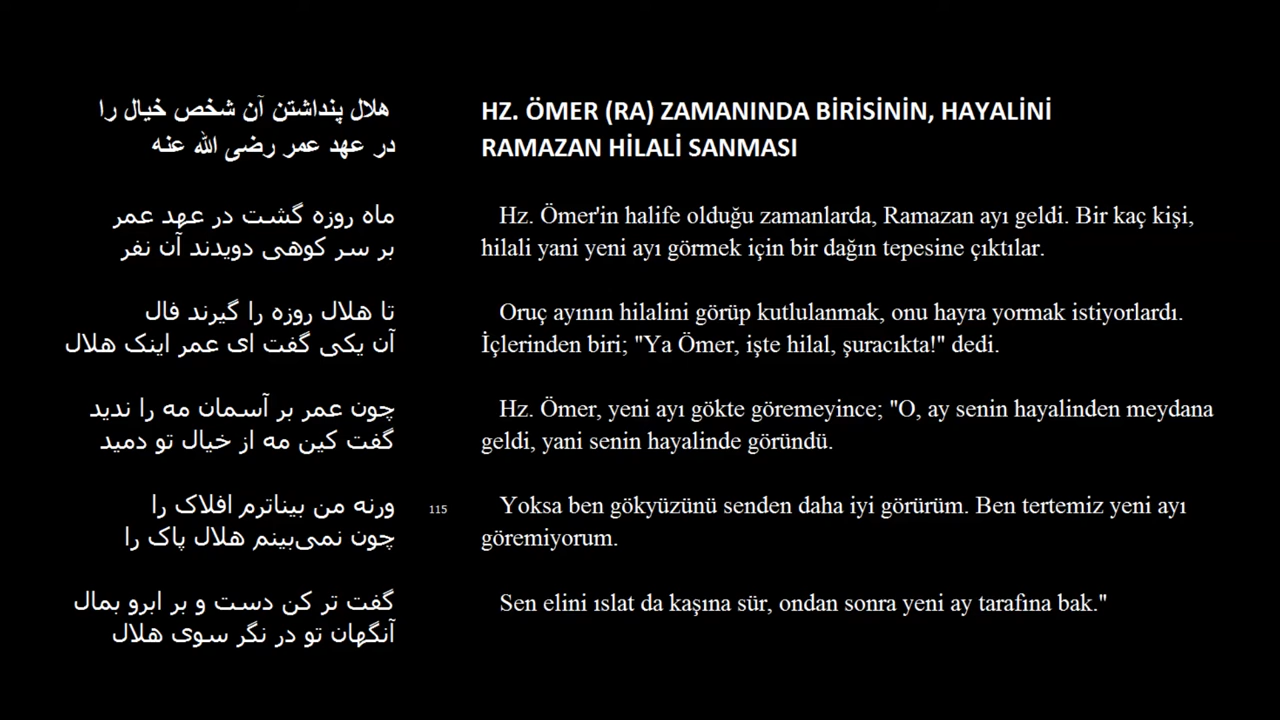 هلال پنداشتن آن شخص خیال را
در عهد عمر رضی الله عنه
HZ. ÖMER (RA) ZAMANINDA BİRİSİNİN, HAYALİNİ
RAMAZAN HİLALİ SANMASI
ماه روزه گشت در عهد عمر
بر سر کوهی دویدند آن نفر
Hz. Ömer'in halife olduğu zamanlarda, Ramazan ayı geldi. Bir kaç kişi,
hilali yani yeni ayı görmek için bir dağın tepesine çıktılar.
تا هلال روزه را گیرند فال
آن یکی گفت ای عمر اینک هلال
Oruç ayının hilalini görüp kutlulanmak, onu hayra yormak istiyorlardı.
İçlerinden biri; "Ya Ömer, işte hilal, şuracıkta!" dedi.
چون عمر بر آسمان مه را ندید
گفت کین مه از خیال تو دمید
Hz. Ömer, yeni ayı gökte göremeyince; "O, ay senin hayalinden meydana
geldi, yani senin hayalinde göründü.
ورنه من بیناترم افلاک را
چون نمی‌بینم هلال پاک را
115
Yoksa ben gökyüzünü senden daha iyi görürüm. Ben tertemiz yeni ayı
göremiyorum.
گفت تر کن دست و بر ابرو بمال
آنگهان تو در نگر سوی هلال
Sen elini ıslat da kaşına sür, ondan sonra yeni ay tarafına bak."